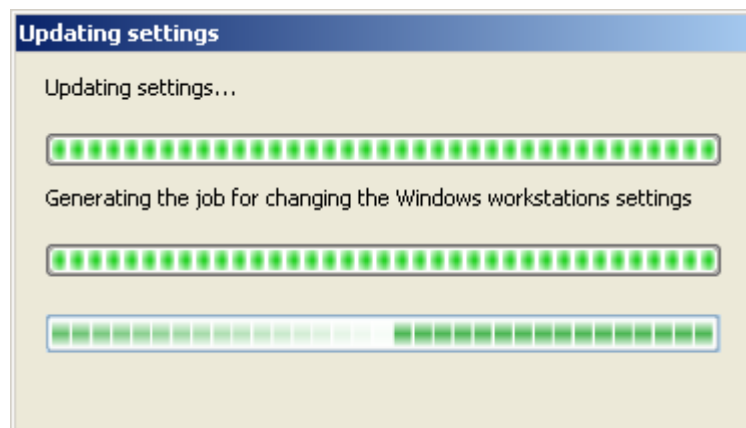 Updating settings
Updating settings...
Generating the job for changing the Windows workstations settings